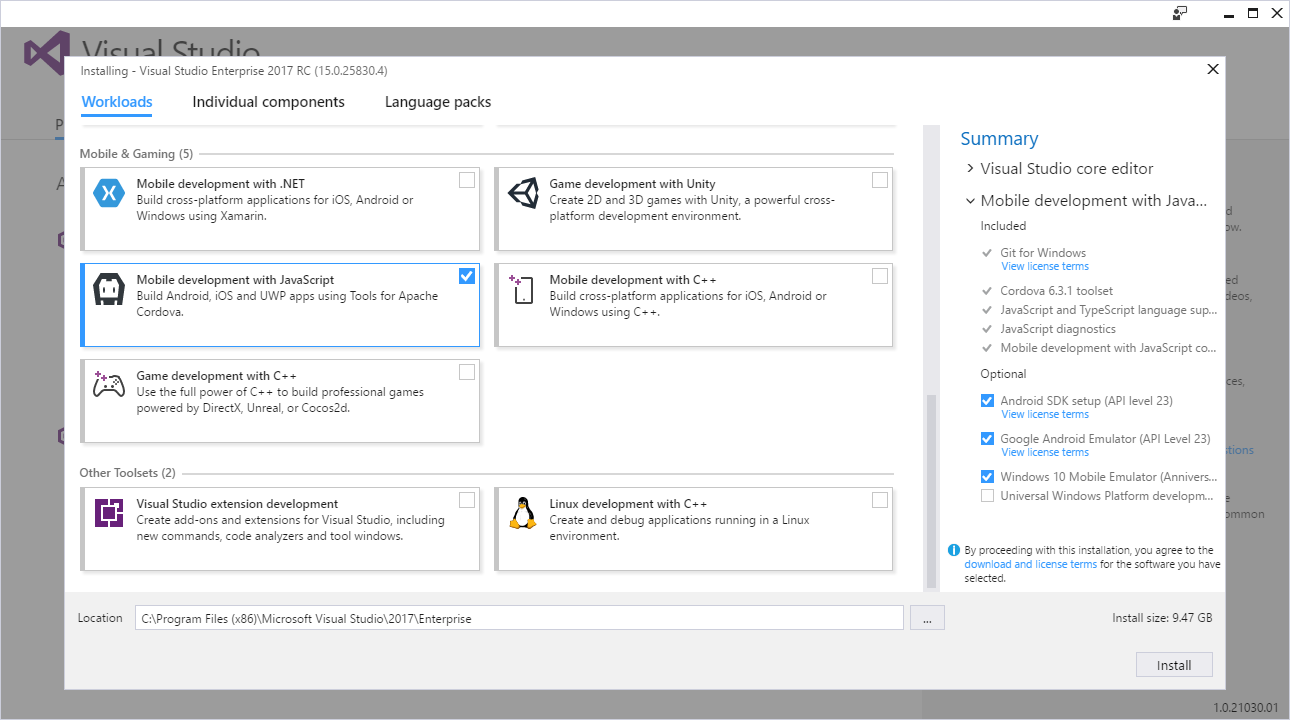 Visual Studio
Installing - Visual Studio Enterprise 2017 RC (15.0.25830.4)
Workloads
Individual components
Language packs
Mobile & Gaming (5)
Mobile development with .NET
Build cross-platform applications for iOS, Android or
Windows using Xamarin.
Game development with Unity
Create 2D and 3D games with Unity, a powerful cross-
platform development environment.
Mobile development with JavaScript
Build Android, iOS and UWP apps using Tools for Apache
Cordova.
Mobile development with C++
Build cross-platform applications for iOS, Android or
Windows using C++.
Game development with C++
Use the full power of C++ to build professional games
powered by DirectX, Unreal, or Cocos2d.
Other Toolsets (2)
Visual Studio extension development
Create add-ons and extensions for Visual Studio, including
new commands, code analyzers and tool windows.
Linux development with C++
Create and debug applications running in a Linux
environment.
Summary
Visual Studio core editor
Mobile development with Java...
Included
Git for Windows
View license terms
Cordova 6.3.1 toolset
JavaScript and TypeScript language sup...
JavaScript diagnostics
Mobile development with JavaScript co...
Optional
Android SDK setup (API level 23)
View license terms
Google Android Emulator (API Level 23)
View license terms
Windows 10 Mobile Emulator (Annivers...
Universal Windows Platform developm...
By proceeding with this installation, you agree to the
download and license terms for the software you have
selected.
Location
C:\Program Files (x86)\Microsoft Visual Studio\2017\Enterprise
...
Install size: 9.47 GB
Install
1.0.21030.01